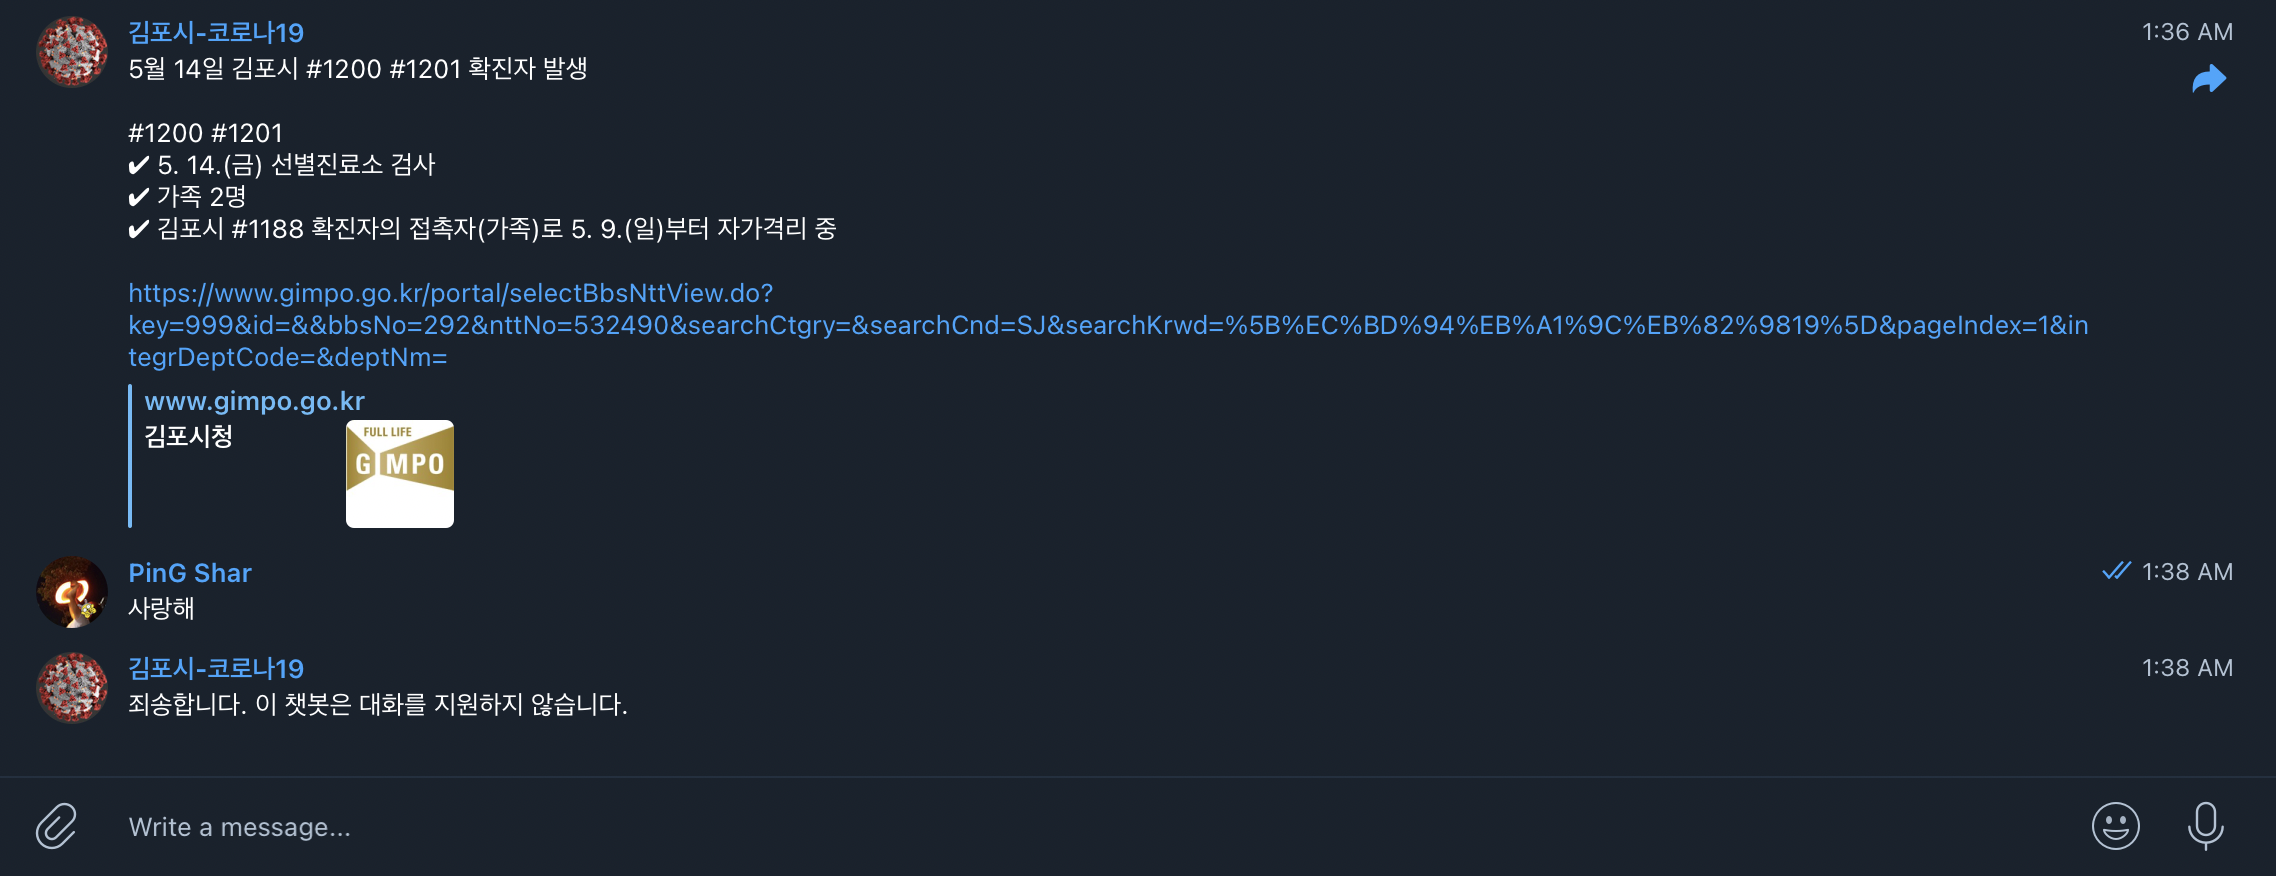 김포시-코로나19
1:36 AM
5월 14일 김포시 #1200 #1201 확진자 발생
#1200 #1201
✔ 5. 14.(금) 선별진료소 검사
✔ 가족 2명
✔ 김포시 #1188 확진자의 접촉자(가족)로 5. 9.(일)부터 자가격리 중
https://www.gimpo.go.kr/portal/selectBbsNttView.do?
key=999&id=&&bbsNo=292&nttNo=532490&searchCtgry=&searchCnd=SJ&searchKrwd=%5B%EC%BD%94%EB%A1%9C%EB%82%9819%5D&pageIndex=1&in
tegrDeptCode=&deptNm=
www.gimpo.go.kr
김포시청
FULL LIFE
GIMPO
PinG Shar
1:38 AM
사랑해
김포시-코로나19
1:38 AM
죄송합니다. 이 챗봇은 대화를 지원하지 않습니다.
Write a message...